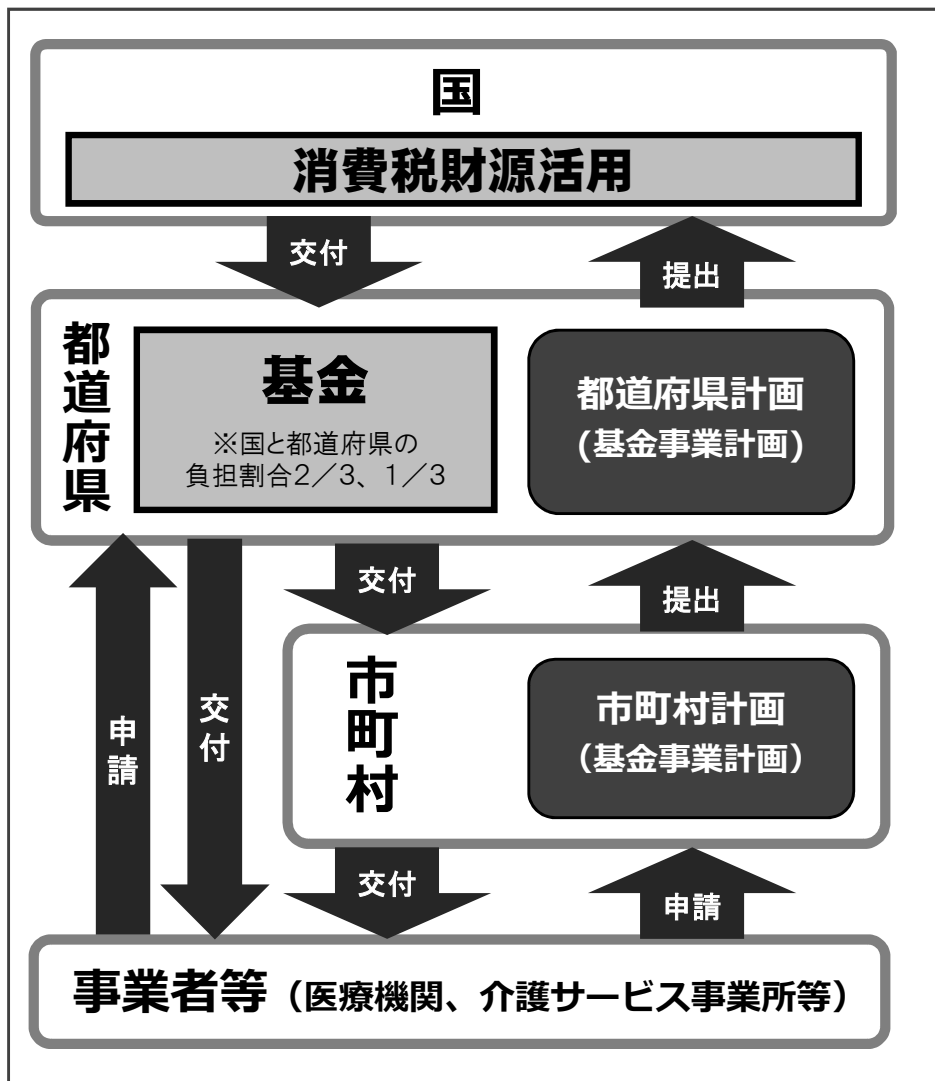 国
消費税財源活用
交付
提出
都道府県
基金
※国と都道府県の
負担割合2／3、1／3
都道府県計画
(基金事業計画)
交付
提出
申請
交付
市町村
市町村計画
（基金事業計画）
交付
申請
事業者等（医療機関、介護サービス事業所等）